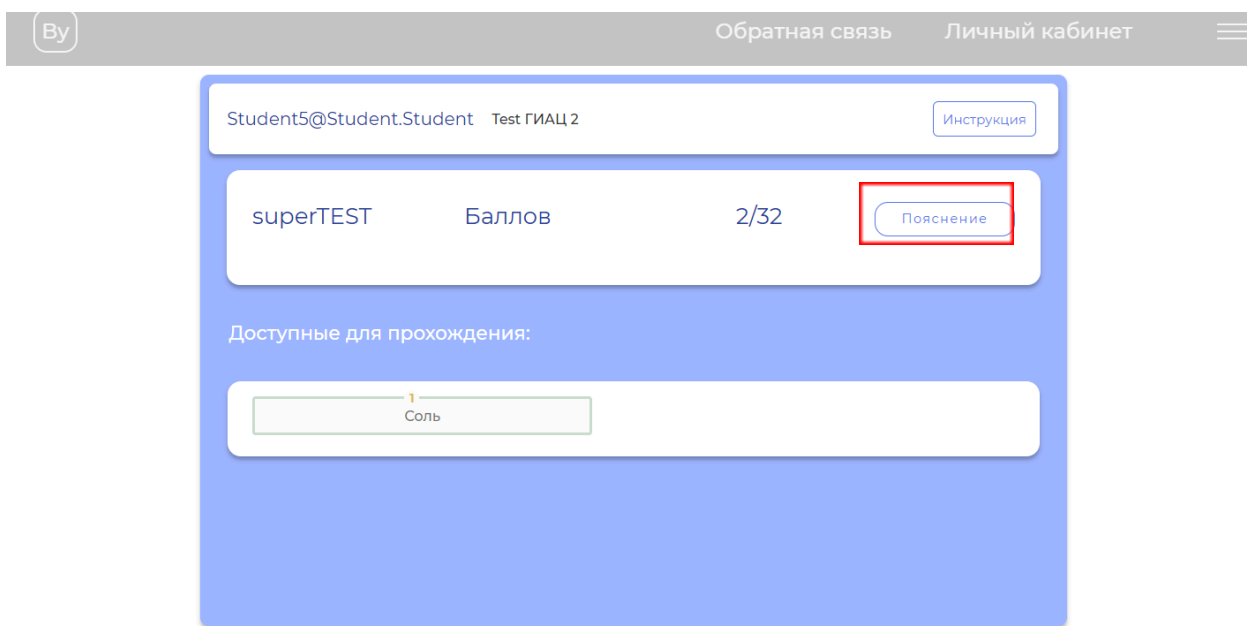 By Обратная связь Личный кабинет
Student5@Student.Student Test ГИАЦ 2 Инструкция
superTEST Баллов 2/32 Пояснение
Доступные для прохождения:
1
Соль